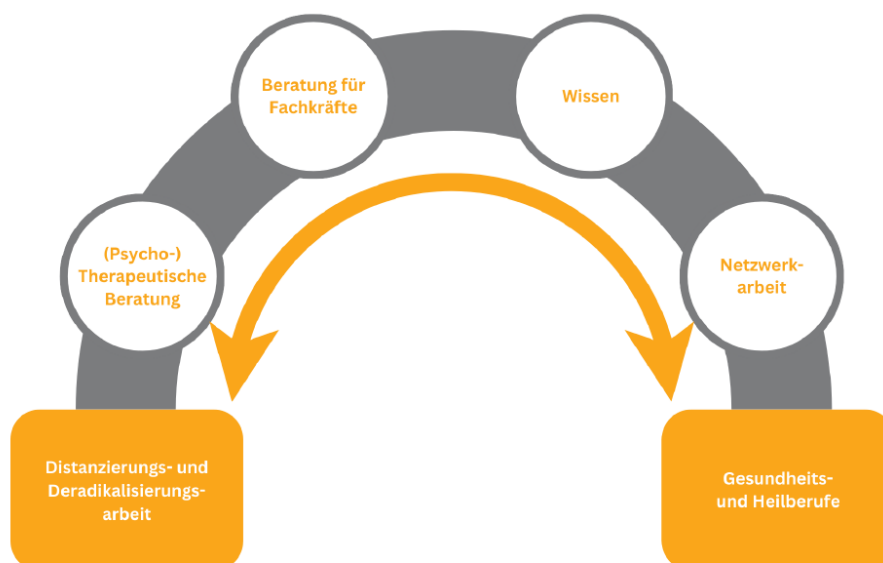 Beratung für
Fachkräfte
Wissen
(Psycho-)
Therapeutische
Beratung
Netzwerk-
arbeit
Distanzierungs- und
Deradikalisierungs-
arbeit
Gesundheits-
und Heilberufe